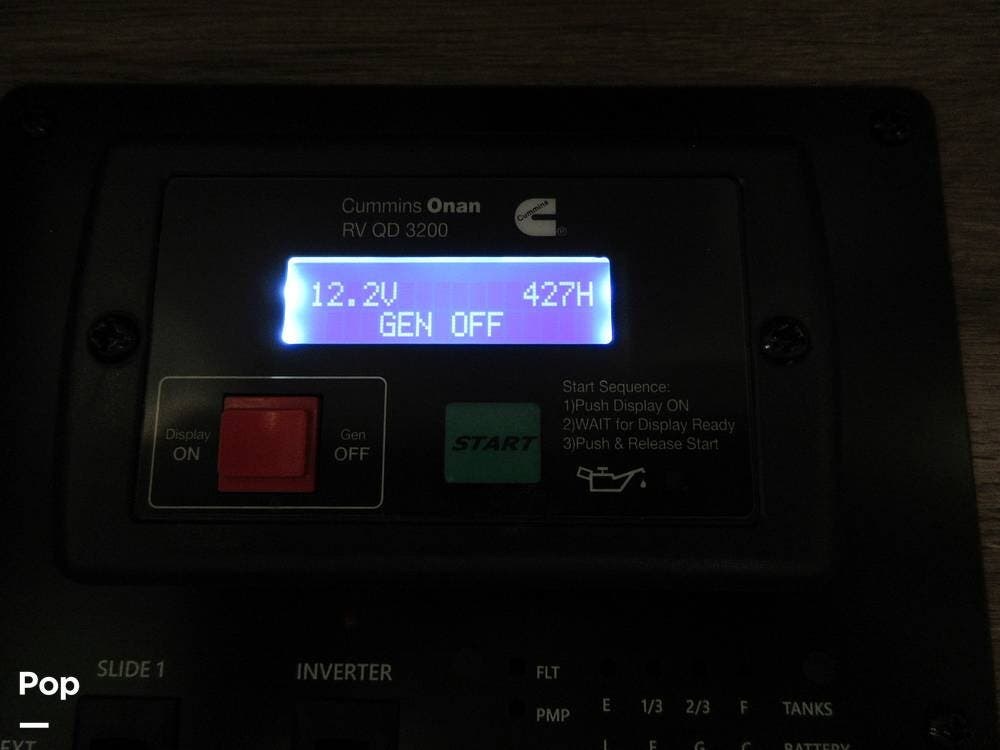 Cummins Onan
RV QD 3200
Cummins
12.2V 427H
GEN OFF
Display
ON
Gen
OFF
START
Start Sequence:
1)Push Display ON
2)WAIT for Display Ready
3)Push & Release Start
SLIDE 1
INVERTER
FLT
PMP
E 1/3 2/3 F TANKS
L F G C BATTERY
EXT
Pop